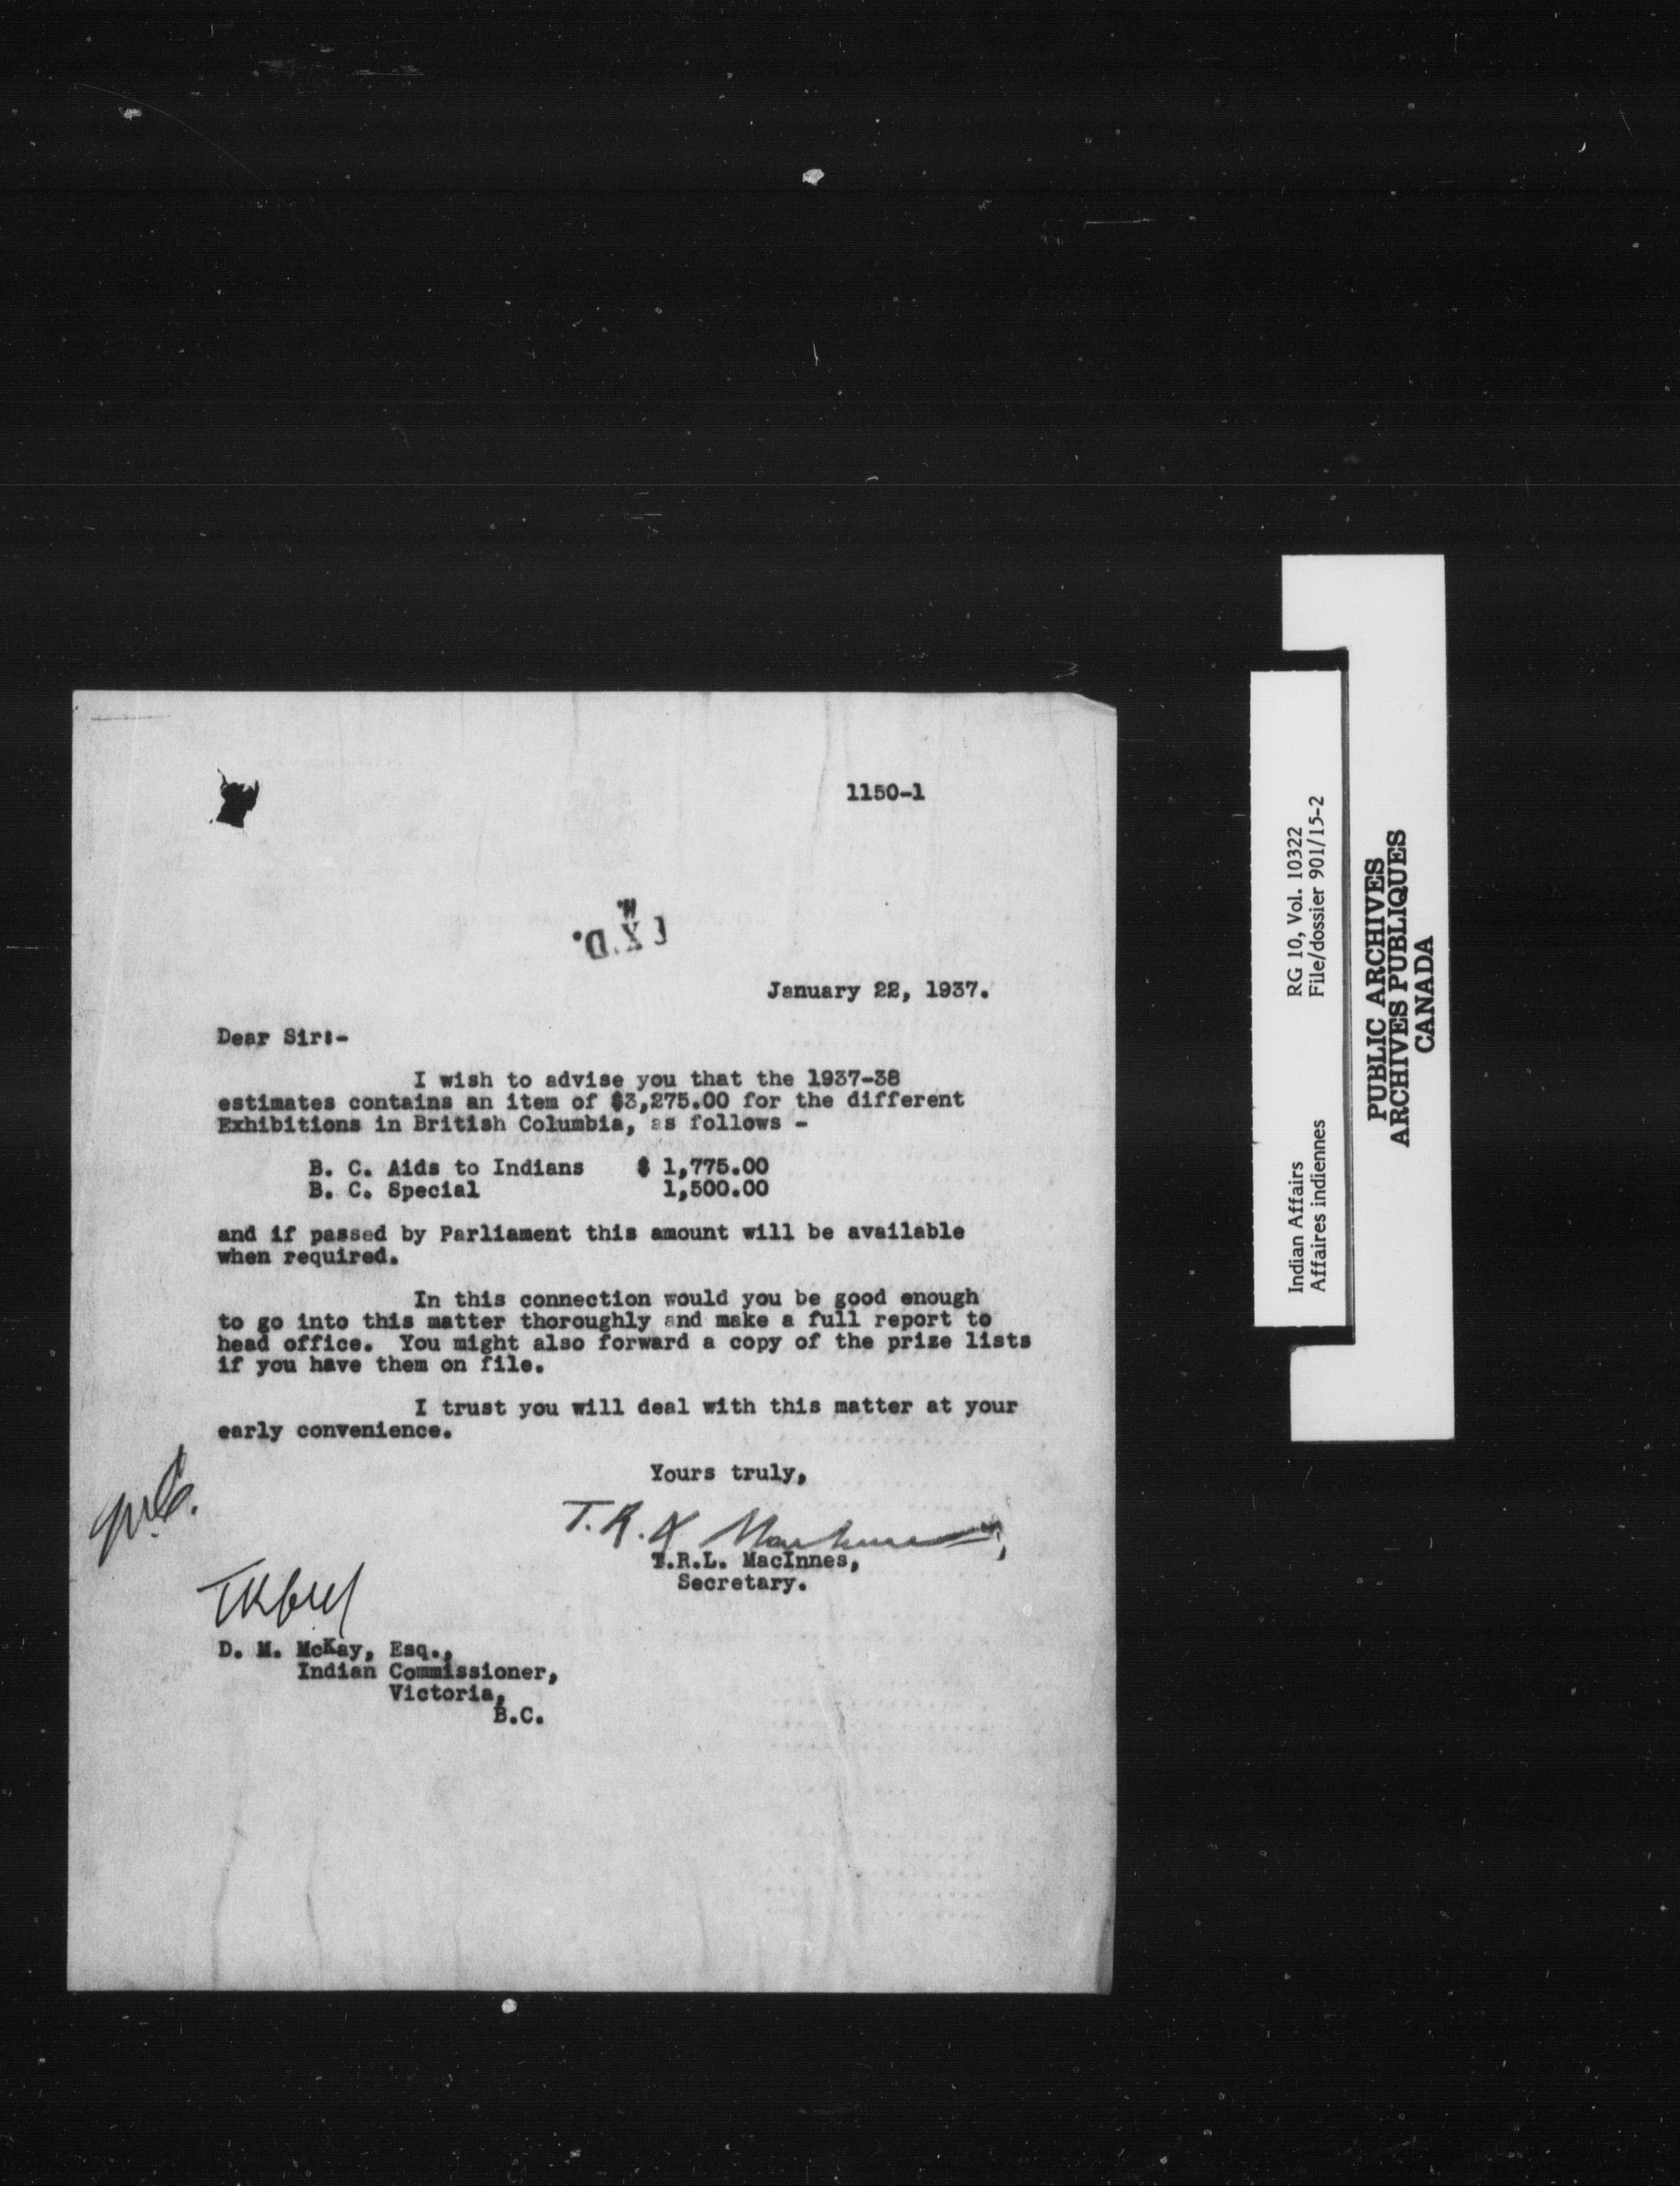 1150-1
January 22, 1937.
Dear Sir:-
I wish to advise you that the 1937-38
estimates contains an item of $3,275.00 for the different
Exhibitions in British Columbia, as follows -
B. C. Aids to Indians $ 1,775.00
B. C. Special 1,500.00
and if passed by Parliament this amount will be available
when required.
In this connection would you be good enough
to go into this matter thoroughly and make a full report to
head office. You might also forward a copy of the prize lists
if you have them on file.
I trust you will deal with this matter at your
early convenience.
Yours truly,
T.R.L. MacInnes,
Secretary.
D. M. McKay, Esq.,
Indian Commissioner,
Victoria,
B.C.
Indian Affairs RG 10, Vol. 10322
Affaires indiennes File/dossier 901/15-2
PUBLIC ARCHIVES
ARCHIVES PUBLIQUES
CANADA